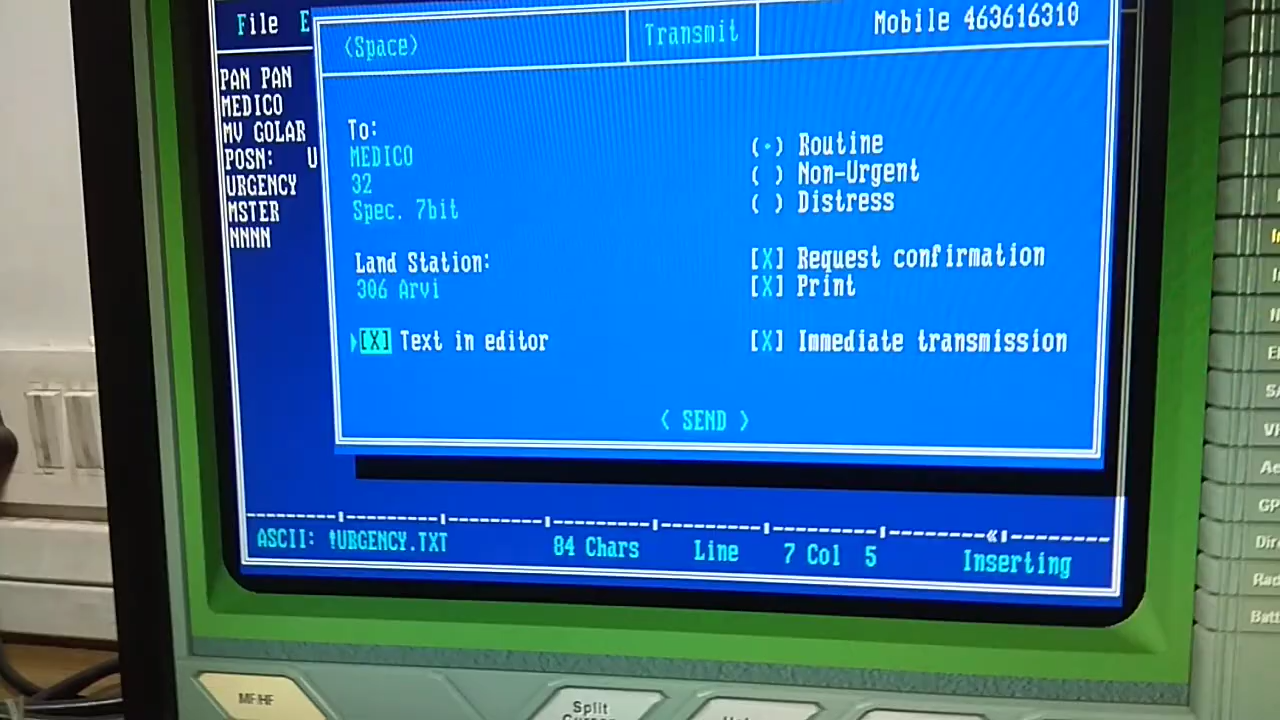 File E
<Space>
Transmit
Mobile 463616310
PAN PAN
MEDICO
MV GOLAR
POSN: U
URGENCY
MSTER
NNNN
To:
MEDICO
32
Spec. 7bit
Land Station:
306 Arvi
[X] Text in editor
(·) Routine
( ) Non-Urgent
( ) Distress
[X] Request confirmation
[X] Print
[X] Immediate transmission
< SEND >
ASCII: !URGENCY.TXT 84 Chars Line 7 Col 5 Inserting
MF/HF
Split